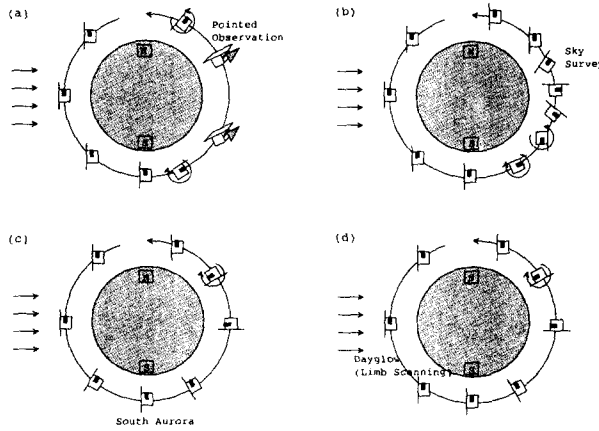 (a)
Pointed
Observation
(b)
Sky
Survey
(c)
South Aurora
(d)
Dayglow
(Limb Scanning)